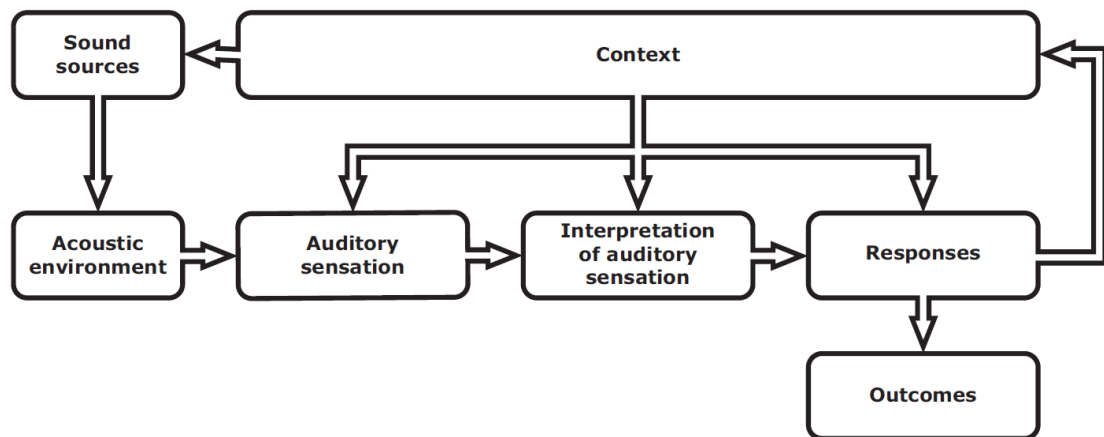 Sound
sources
Context
Acoustic
environment
Auditory
sensation
Interpretation
of auditory
sensation
Responses
Outcomes